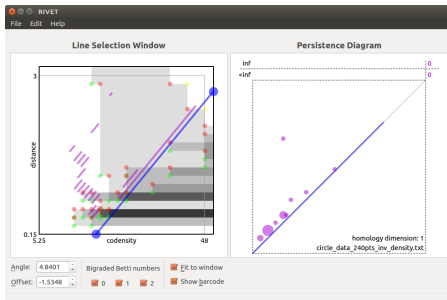 RIVET
File Edit Help
Line Selection Window
Persistence Diagram
3
distance
0.15
5.25
codensity
48
inf 0
<inf 0
homology dimension: 1
circle_data_240pts_inv_density.txt
Angle: 4.8401
Bigraded Betti numbers
Fit to window
Offset: -1.5348
0 1 2
Show barcode